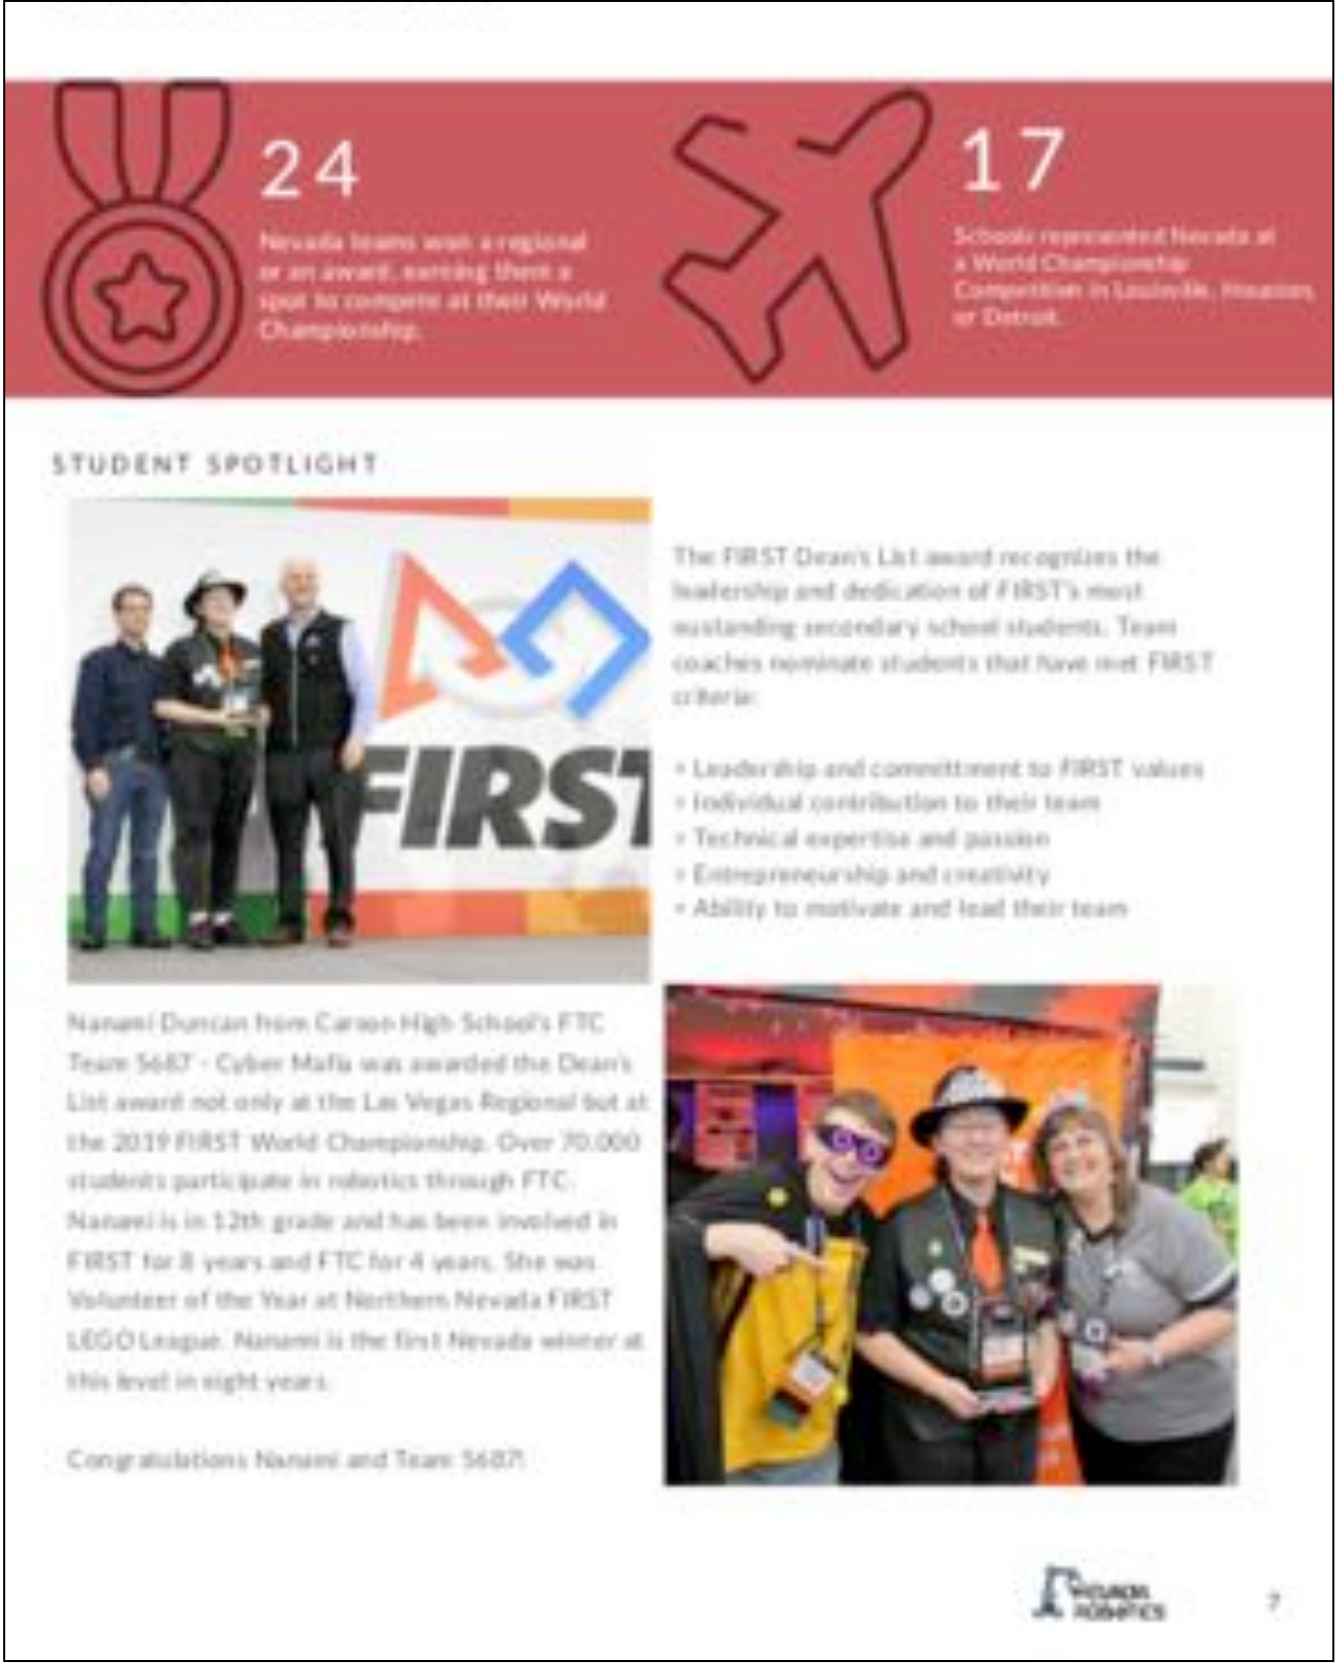 24
Nevada teams won a regional
or an award, earning them a
spot to compete at their World
Championship.
17
Schools represented Nevada at
a World Championship
Competition in Louisville, Houston,
or Detroit.
STUDENT SPOTLIGHT
FIRST
The FIRST Dean's List award recognizes the
leadership and dedication of FIRST's most
oustanding secondary school students. Team
coaches nominate students that have met FIRST
criteria:
• Leadership and committment to FIRST values
• Individual contribution to their team
• Technical expertise and passion
• Entrepreneurship and creativity
• Ability to motivate and lead their team
Nanami Duncan from Carson High School's FTC
Team 5687 - Cyber Mafia was awarded the Dean's
List award not only at the Las Vegas Regional but at
the 2019 FIRST World Championship. Over 70,000
students participate in robotics through FTC.
Nanami is in 12th grade and has been involved in
FIRST for 8 years and FTC for 4 years. She was
Volunteer of the Year at Northern Nevada FIRST
LEGO League. Nanami is the first Nevada winner at
this level in eight years.
Congratulations Nanami and Team 5687!
NEVADA
ROBOTICS
7